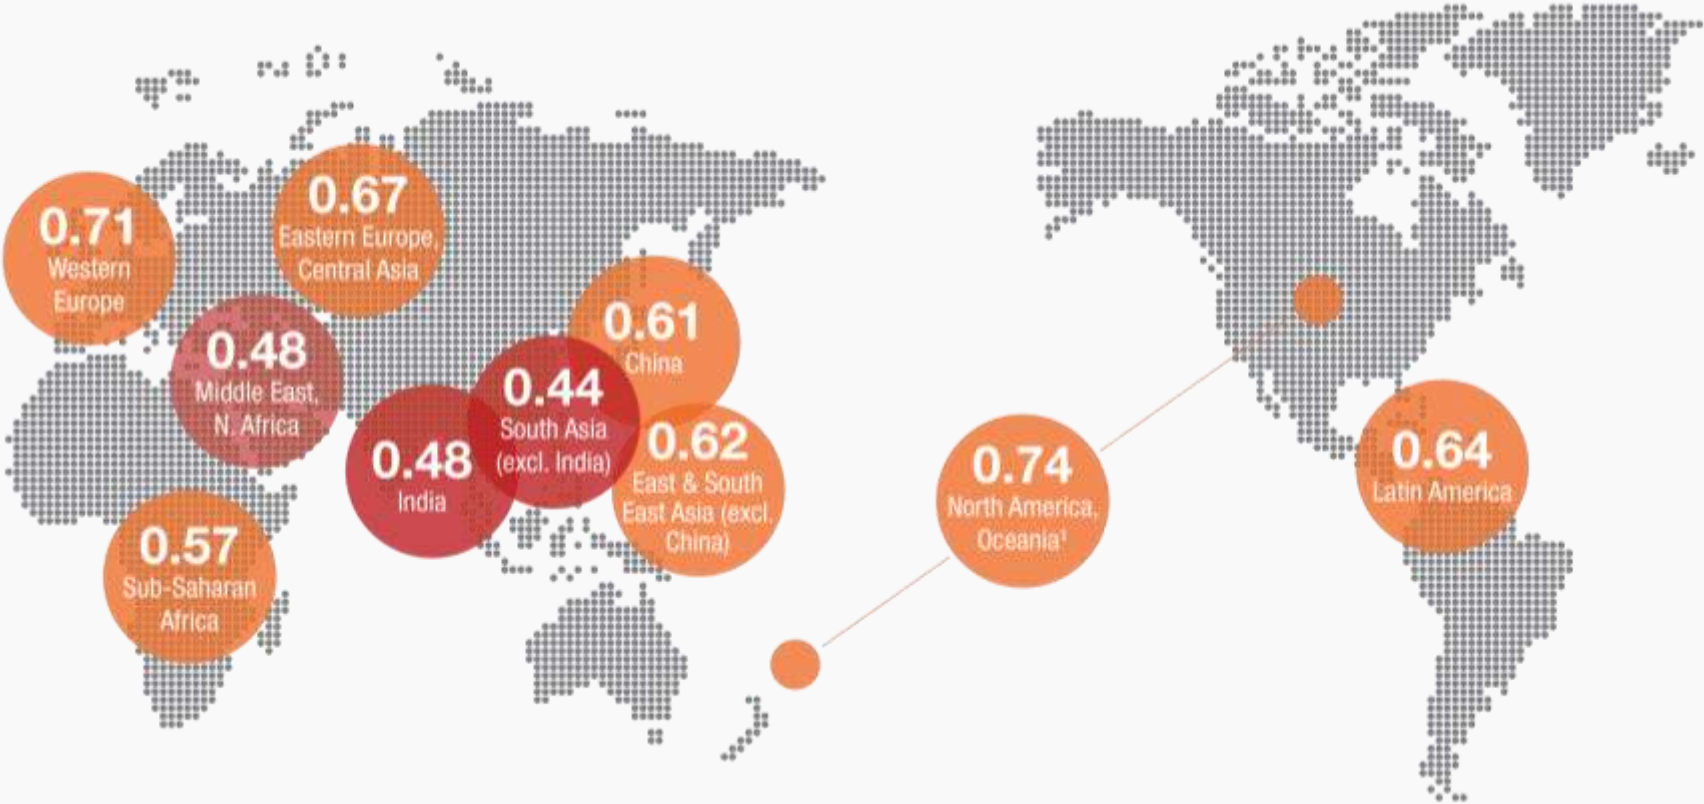 0.71
Western
Europe
0.67
Eastern Europe,
Central Asia
0.48
Middle East,
N. Africa
0.61
China
0.44
South Asia
(excl. India)
0.48
India
0.62
East & South
East Asia (excl.
China)
0.57
Sub-Saharan
Africa
0.74
North America,
Oceania¹
0.64
Latin America